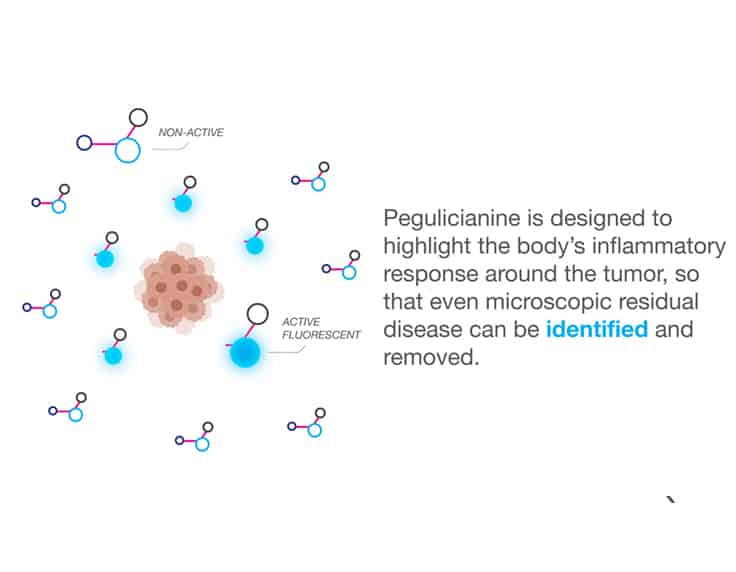 NON-ACTIVE
ACTIVE
FLUORESCENT
Pegulicianine is designed to
highlight the body’s inflammatory
response around the tumor, so
that even microscopic residual
disease can be identified and
removed.